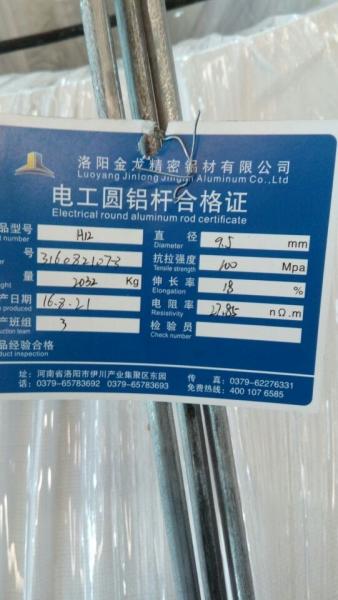 洛阳金龙精密铝材有限公司
Luoyang Jinlong Jingmi Aluminum Co.,Ltd
电工圆铝杆合格证
Electrical round aluminum rod certificate
品型号 H12 直径 9.5 mm
number Diameter
号 3160821078 抗拉强度 100 Mpa
Tensile strength
量 2032 Kg 伸长率 18 %
Elongation
产日期 16.8.21 电阻率 27.85 nΩ.m
Resistivity
产班组 3 检验员
Check number
品经验合格
duct inspection
址:河南省洛阳市伊川产业集聚区东园 传真:0379-62276331
话:0379-65783692 0379-65783693 免费热线:400 107 6585